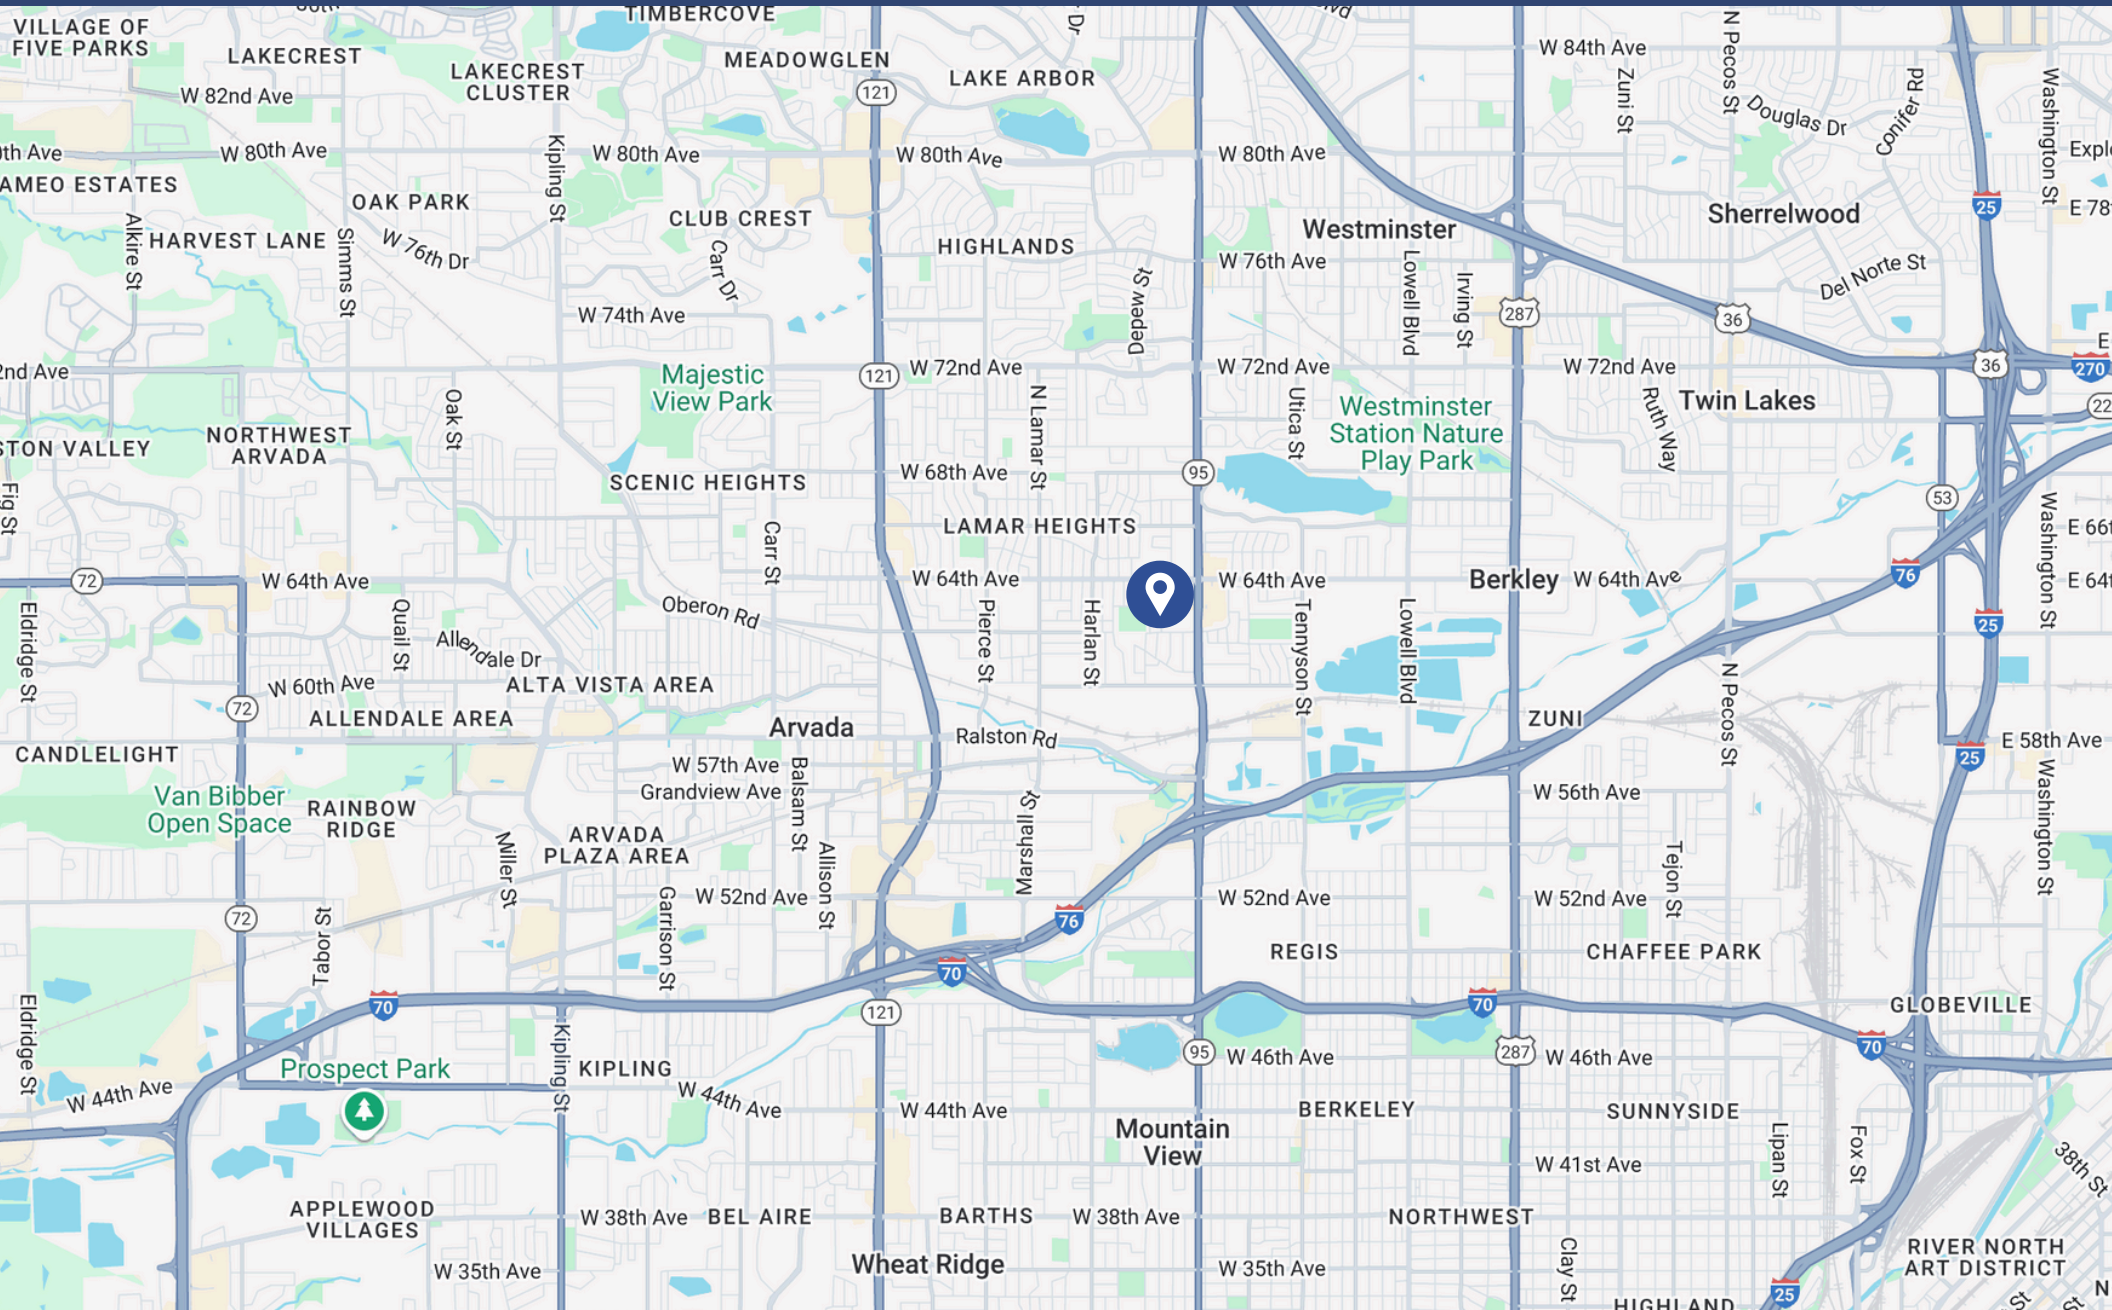 TIMBERCOVE
VILLAGE OF
FIVE PARKS
LAKECREST
LAKECREST
CLUSTER
MEADOWGLEN
LAKE ARBOR
W 84th Ave
N Pecos St
Zuni St
Douglas Dr
Conifer Rd
Washington St
W 82nd Ave
121
W 80th Ave
Kipling St
W 80th Ave
W 80th Ave
W 80th Ave
AMEO ESTATES
OAK PARK
CLUB CREST
Westminster
Sherrelwood
25
Alkire St
HARVEST LANE
Simms St
W 76th Dr
Carr Dr
HIGHLANDS
W 76th Ave
Lowell Blvd
Irving St
Del Norte St
Depew St
W 74th Ave
287
36
121
W 72nd Ave
W 72nd Ave
W 72nd Ave
36
270
Majestic
View Park
Oak St
N Lamar St
Utica St
Westminster
Station Nature
Play Park
Ruth Way
Twin Lakes
NORTHWEST
ARVADA
STON VALLEY
SCENIC HEIGHTS
W 68th Ave
95
53
Fig St
LAMAR HEIGHTS
Carr St
Washington St
72
W 64th Ave
W 64th Ave
W 64th Ave
Berkley
W 64th Ave
76
25
Eldridge St
Quail St
Oberon Rd
Pierce St
Harlan St
Tennyson St
Lowell Blvd
Allendale Dr
W 60th Ave
ALTA VISTA AREA
72
ALLENDALE AREA
N Pecos St
ZUNI
Arvada
Ralston Rd
CANDLELIGHT
E 58th Ave
25
W 57th Ave
Balsam St
Grandview Ave
W 56th Ave
Washington St
Van Bibber
Open Space
RAINBOW
RIDGE
Miller St
ARVADA
PLAZA AREA
Allison St
Marshall St
Tejon St
72
Tabor St
Garrison St
W 52nd Ave
76
W 52nd Ave
W 52nd Ave
REGIS
CHAFFEE PARK
70
70
70
Eldridge St
121
GLOBEVILLE
Kipling St
95
W 46th Ave
287
W 46th Ave
70
Prospect Park
KIPLING
W 44th Ave
W 44th Ave
W 44th Ave
BERKELEY
SUNNYSIDE
Mountain
View
Lipan St
Fox St
38th St
W 41st Ave
APPLEWOOD
VILLAGES
W 38th Ave
BEL AIRE
BARTHS
W 38th Ave
NORTHWEST
Wheat Ridge
W 35th Ave
W 35th Ave
Clay St
RIVER NORTH
ART DISTRICT
25
HIGHLAND